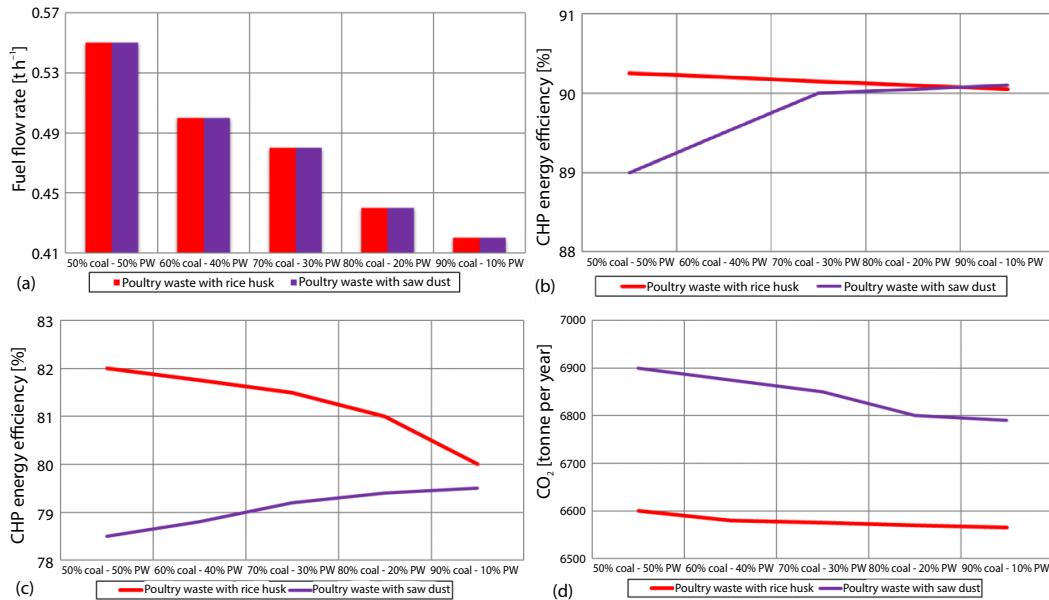 0.57
0.53
0.49
0.45
0.41
Fuel flow rate [t h⁻¹]
50% coal - 50% PW 60% coal - 40% PW 70% coal - 30% PW 80% coal - 20% PW 90% coal - 10% PW
(a)
Poultry waste with rice husk Poultry waste with saw dust
91
90
89
88
CHP energy efficiency [%]
50% coal - 50% PW 60% coal - 40% PW 70% coal - 30% PW 80% coal - 20% PW 90% coal - 10% PW
(b)
Poultry waste with rice husk Poultry waste with saw dust
83
82
81
80
79
78
CHP energy efficiency [%]
50% coal - 50% PW 60% coal - 40% PW 70% coal - 30% PW 80% coal - 20% PW 90% coal - 10% PW
(c)
Poultry waste with rice husk Poultry waste with saw dust
7000
6900
6800
6700
6600
6500
CO₂ [tonne per year]
50% coal - 50% PW 60% coal - 40% PW 70% coal - 30% PW 80% coal - 20% PW 90% coal - 10% PW
(d)
Poultry waste with rice husk Poultry waste with saw dust